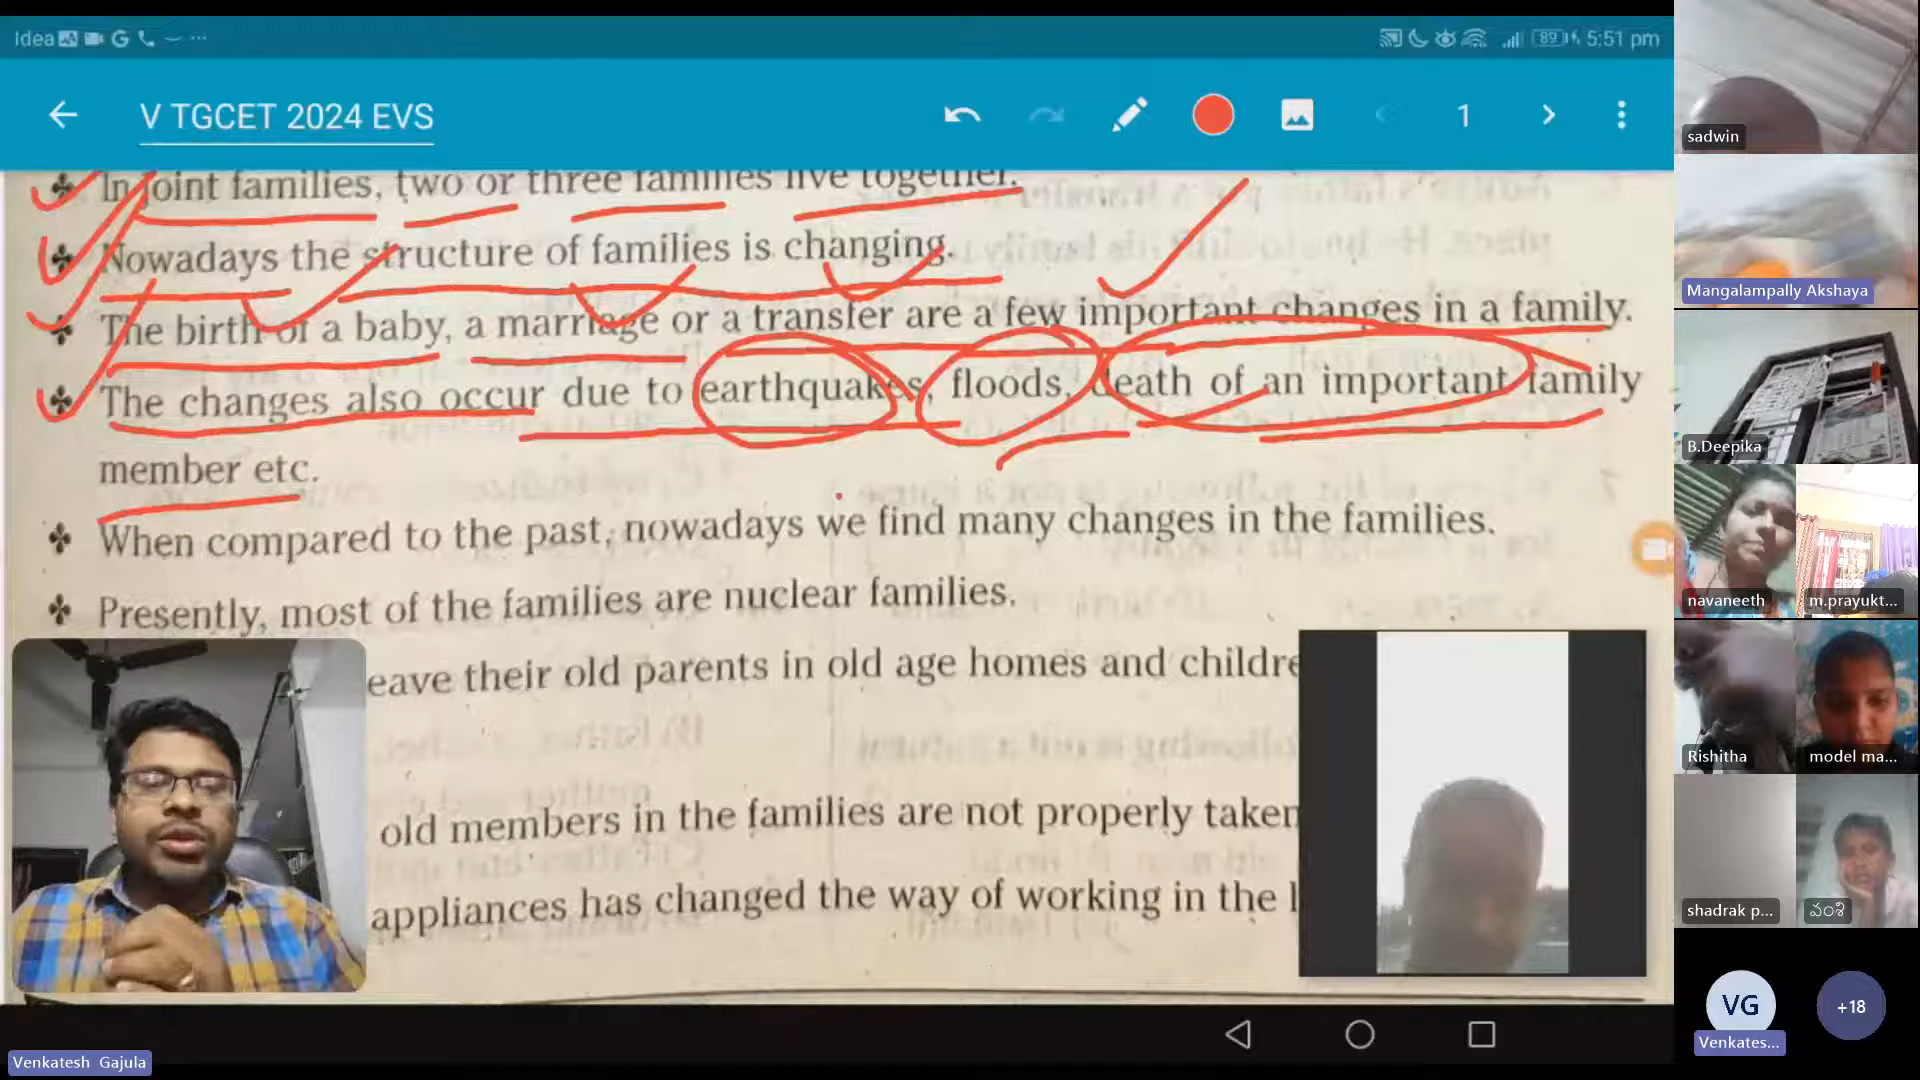 Idea
89
5:51 pm
V TGCET 2024 EVS
1
In joint families, two or three families live together.
Nowadays the structure of families is changing.
The birth of a baby, a marriage or a transfer are a few important changes in a family.
The changes also occur due to earthquakes, floods, death of an important family
member etc.
When compared to the past, nowadays we find many changes in the families.
Presently, most of the families are nuclear families.
eave their old parents in old age homes and childre
old members in the families are not properly taken
appliances has changed the way of working in the
Venkatesh Gajula
sadwin
Mangalampally Akshaya
B.Deepika
navaneeth
m.prayukt...
Rishitha
model ma...
shadrak p...
వంశి
VG
+18
Venkates...